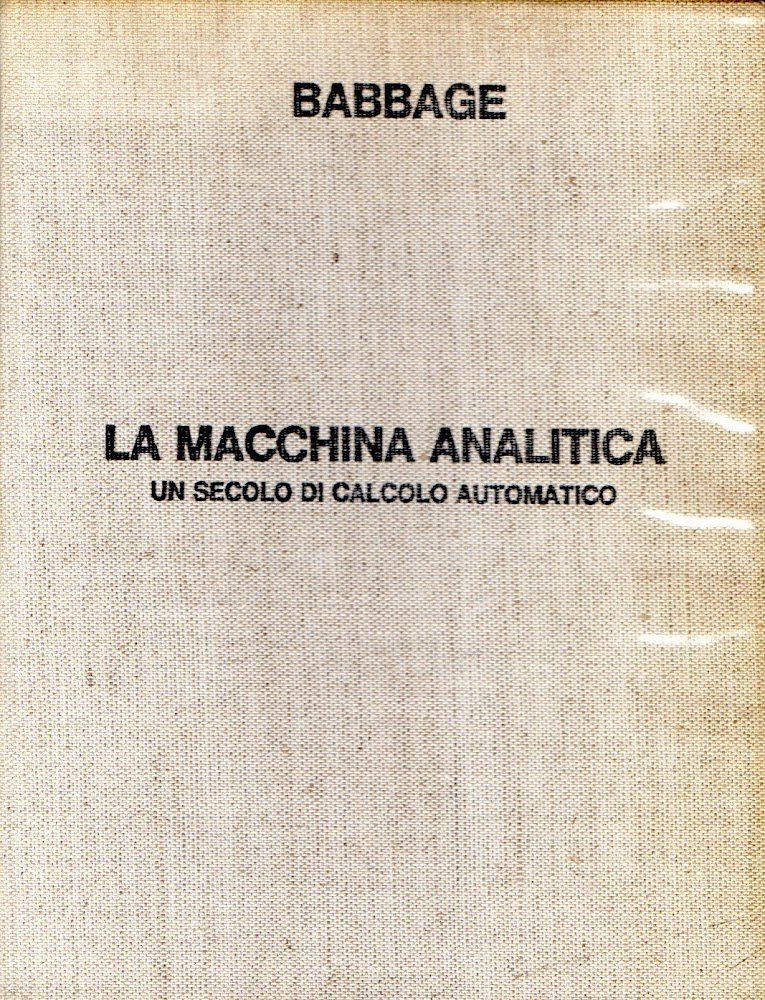 BABBAGE
LA MACCHINA ANALITICA
UN SECOLO DI CALCOLO AUTOMATICO